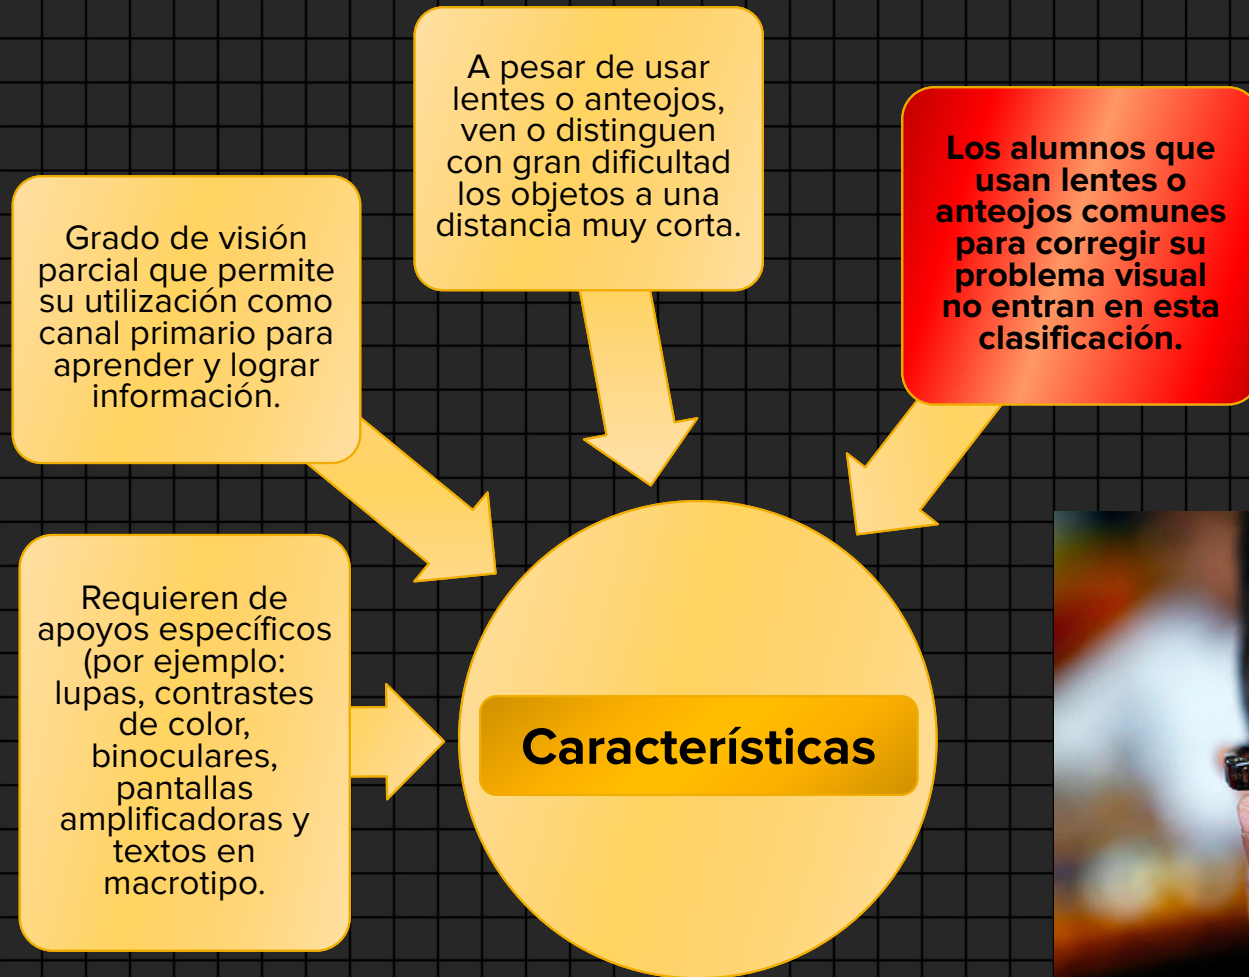 A pesar de usar
lentes o anteojos,
ven o distinguen
con gran dificultad
los objetos a una
distancia muy corta.
Los alumnos que
usan lentes o
anteojos comunes
para corregir su
problema visual
no entran en esta
clasificación.
Grado de visión
parcial que permite
su utilización como
canal primario para
aprender y lograr
información.
Requieren de
apoyos específicos
(por ejemplo:
lupas, contrastes
de color,
binoculares,
pantallas
amplificadoras y
textos en
macrotipo.
Características